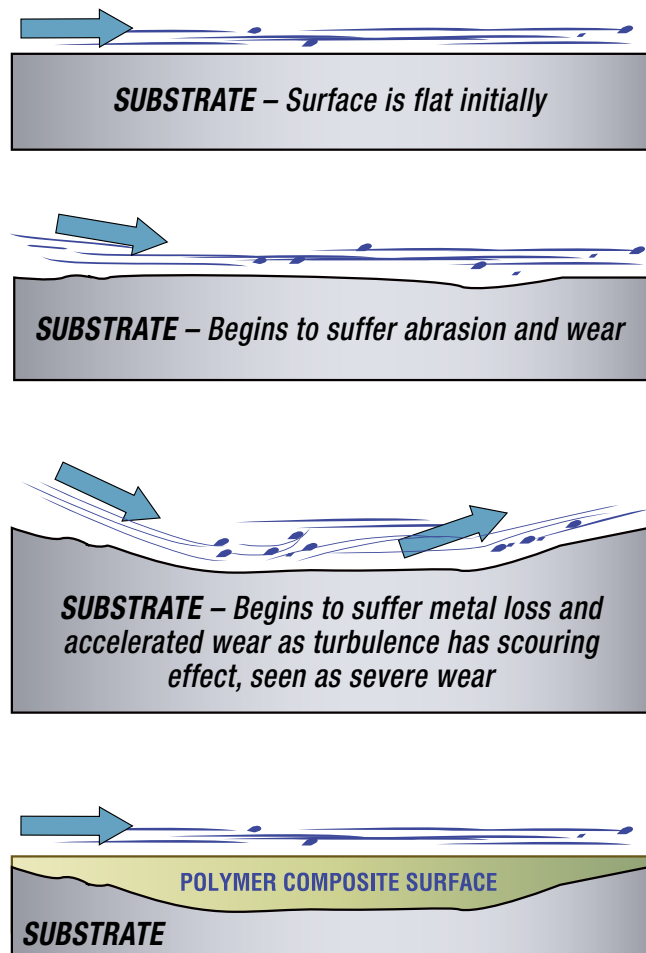 SUBSTRATE – Surface is flat initially
SUBSTRATE – Begins to suffer abrasion and wear
SUBSTRATE – Begins to suffer metal loss and
accelerated wear as turbulence has scouring
effect, seen as severe wear
POLYMER COMPOSITE SURFACE
SUBSTRATE